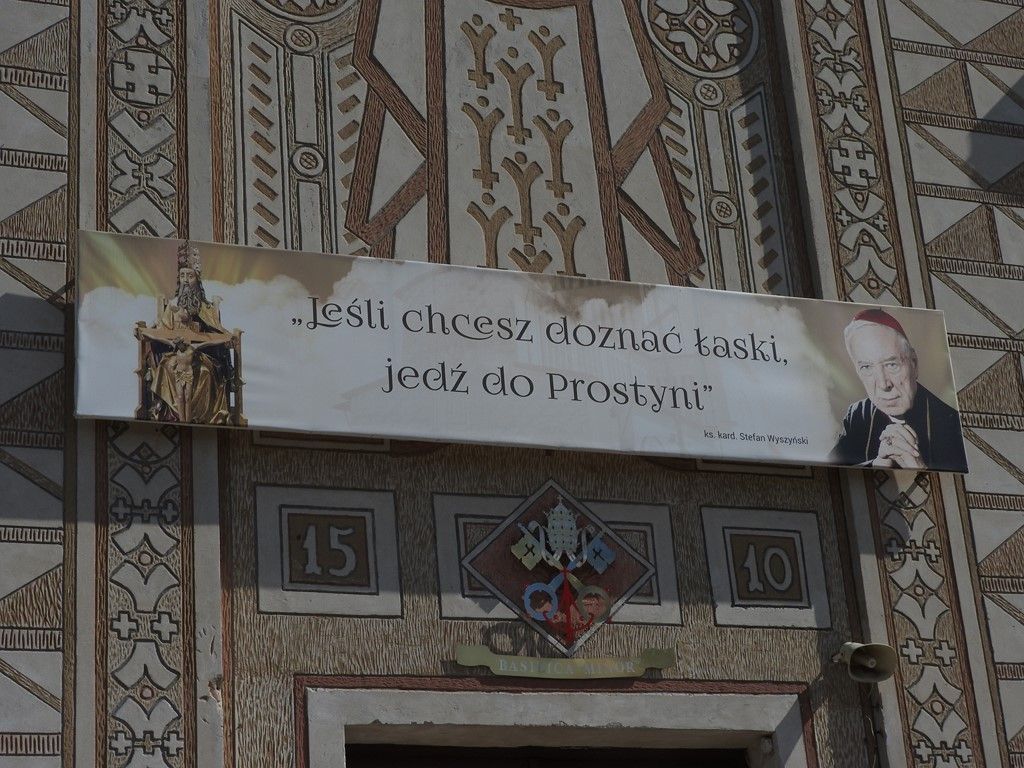 „Jeśli chcesz doznać łaski,
jedź do Prostyni”
ks. kard. Stefan Wyszyński
15
10
BASILICA MINOR